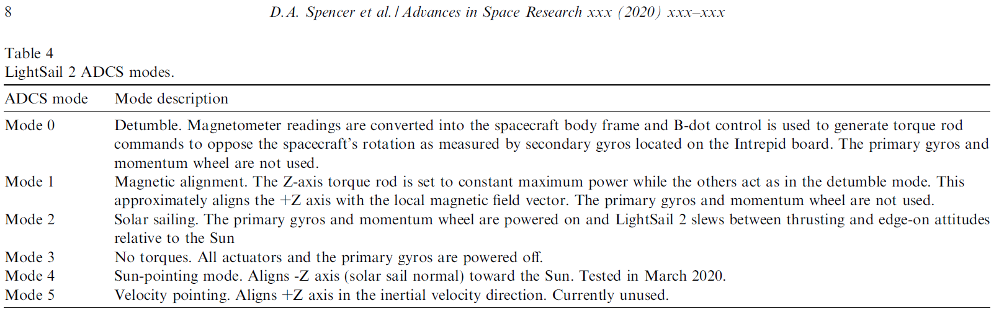 8
D.A. Spencer et al. / Advances in Space Research xxx (2020) xxx–xxx
Table 4
LightSail 2 ADCS modes.
ADCS mode Mode description
Mode 0 Detumble. Magnetometer readings are converted into the spacecraft body frame and B-dot control is used to generate torque rod
commands to oppose the spacecraft's rotation as measured by secondary gyros located on the Intrepid board. The primary gyros and
momentum wheel are not used.
Mode 1 Magnetic alignment. The Z-axis torque rod is set to constant maximum power while the others act as in the detumble mode. This
approximately aligns the +Z axis with the local magnetic field vector. The primary gyros and momentum wheel are not used.
Mode 2 Solar sailing. The primary gyros and momentum wheel are powered on and LightSail 2 slews between thrusting and edge-on attitudes
relative to the Sun
Mode 3 No torques. All actuators and the primary gyros are powered off.
Mode 4 Sun-pointing mode. Aligns -Z axis (solar sail normal) toward the Sun. Tested in March 2020.
Mode 5 Velocity pointing. Aligns +Z axis in the inertial velocity direction. Currently unused.